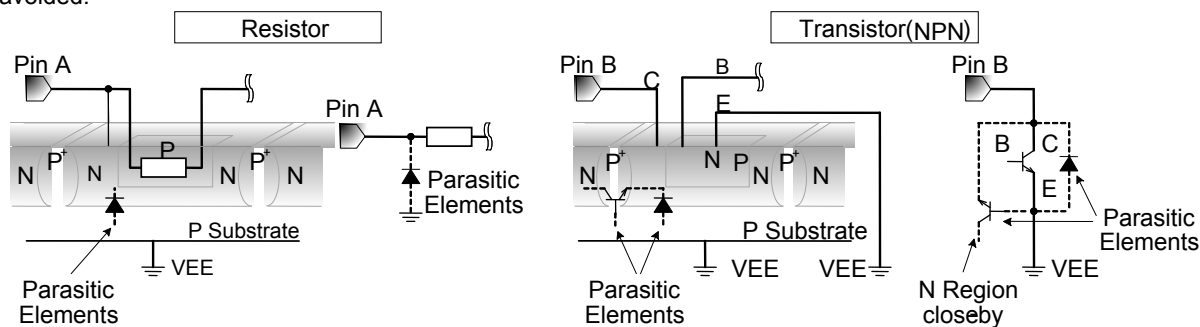 avoided.
Resistor
Transistor(NPN)
Pin A
Pin A
Pin B
C
B
E
Pin B
P
N
P+
N
N
P+
N
Parasitic
Elements
P Substrate
VEE
Parasitic
Elements
N
P+
N
P
N
P+
N
P Substrate
VEE
VEE
Parasitic
Elements
B
C
E
Parasitic
Elements
VEE
N Region
closeby